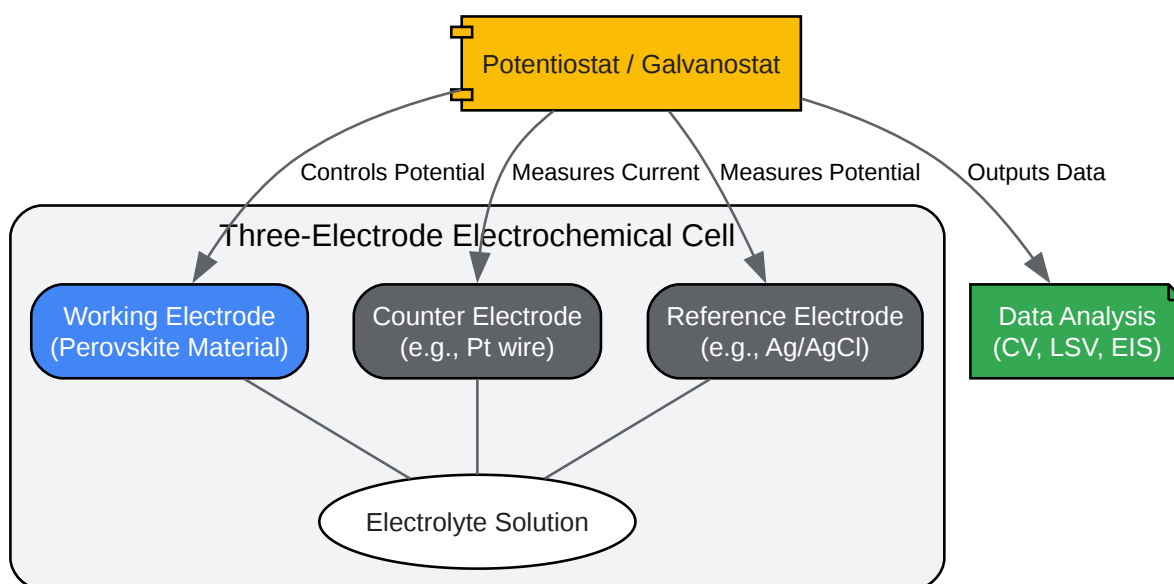 Potentiostat / Galvanostat
Controls Potential
Measures Current
Measures Potential
Outputs Data
Three-Electrode Electrochemical Cell
Working Electrode
(Perovskite Material)
Counter Electrode
(e.g., Pt wire)
Reference Electrode
(e.g., Ag/AgCl)
Data Analysis
(CV, LSV, EIS)
Electrolyte Solution